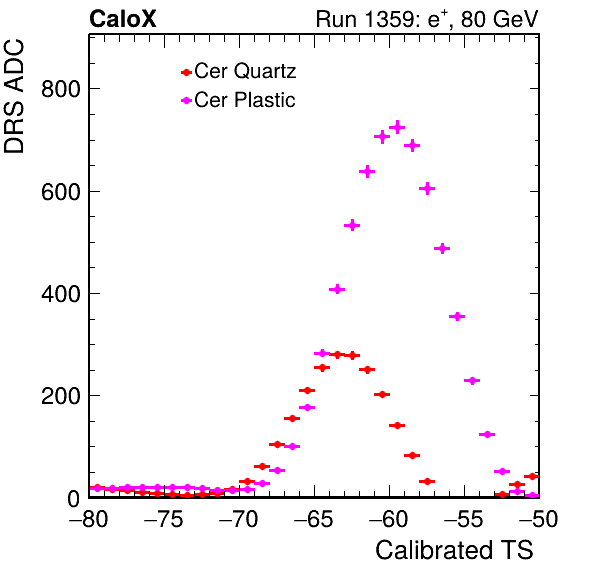 CaloX Run 1359: e⁺, 80 GeV
DRS ADC
Cer Quartz
Cer Plastic
800
600
400
200
0
−80 −75 −70 −65 −60 −55 −50
Calibrated TS